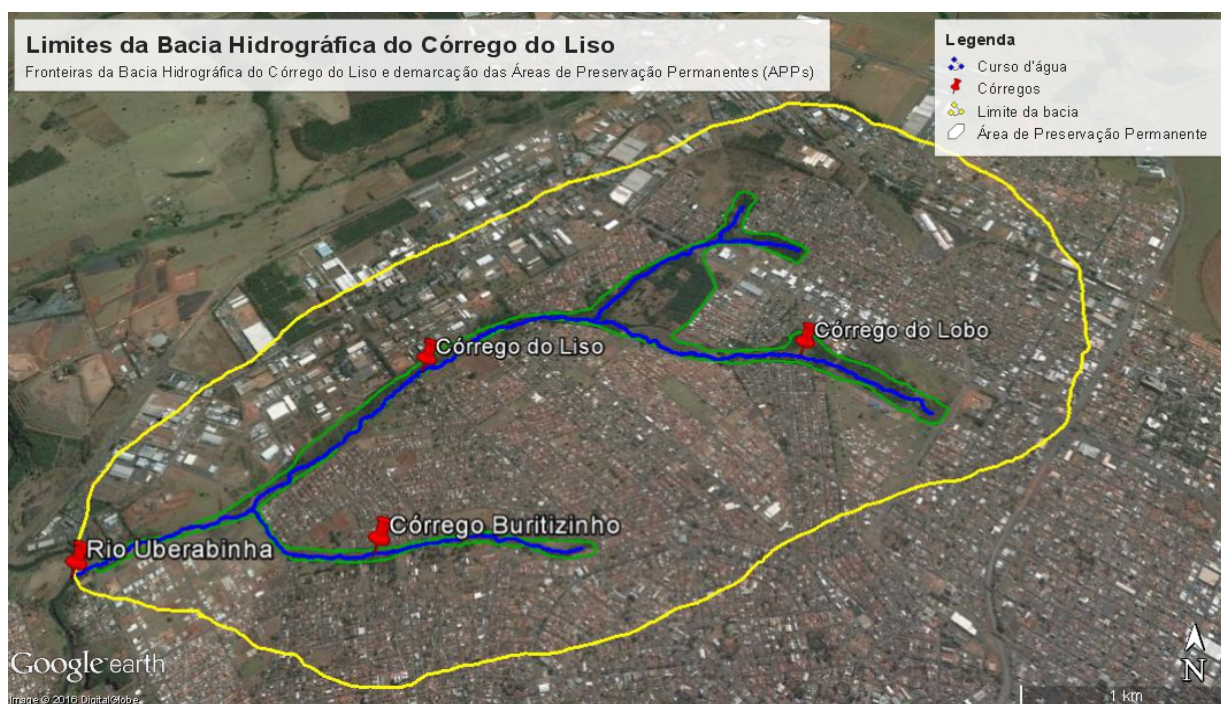 Limites da Bacia Hidrográfica do Córrego do Liso
Fronteiras da Bacia Hidrográfica do Córrego do Liso e demarcação das Áreas de Preservação Permanentes (APPs)
Legenda
Curso d'água
Córregos
Limite da bacia
Área de Preservação Permanente
Córrego do Lobo
Córrego do Liso
Córrego Buritizinho
Rio Uberabinha
Google earth
Image © 2016 DigitalGlobe
N
1 km